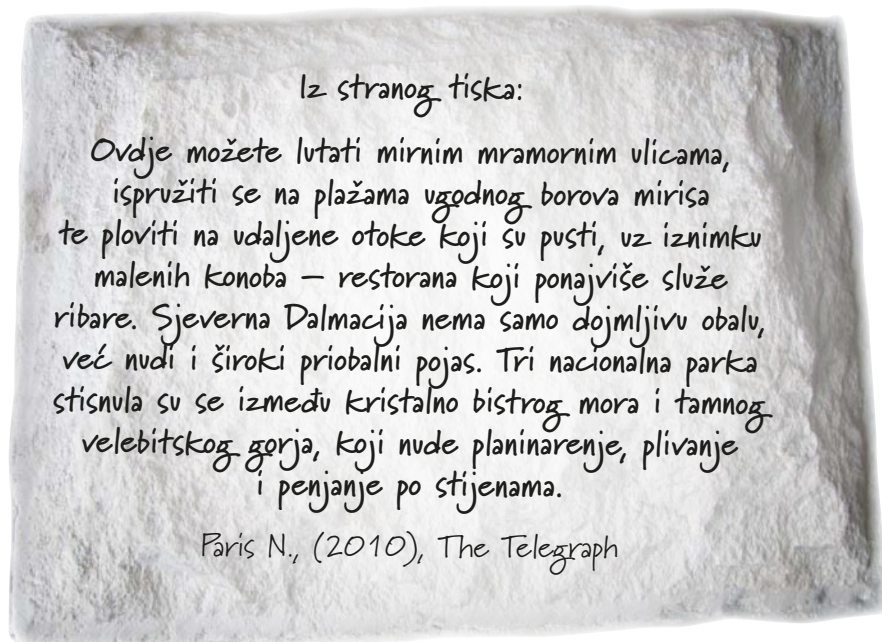 Iz stranog tiska:
Ovdje možete lutati mirnim mramornim ulicama,
ispružiti se na plažama ugodnog borova mirisa
te ploviti na udaljene otoke koji su pusti, uz iznimku
malenih konoba – restorana koji ponajviše služe
ribare. Sjeverna Dalmacija nema samo dojmljivu obalu,
već nudi i široki priobalni pojas. Tri nacionalna parka
stisnula su se između kristalno bistrog mora i tamnog
velebitskog gorja, koji nude planinarenje, plivanje
i penjanje po stijenama.
Paris N., (2010), The Telegraph